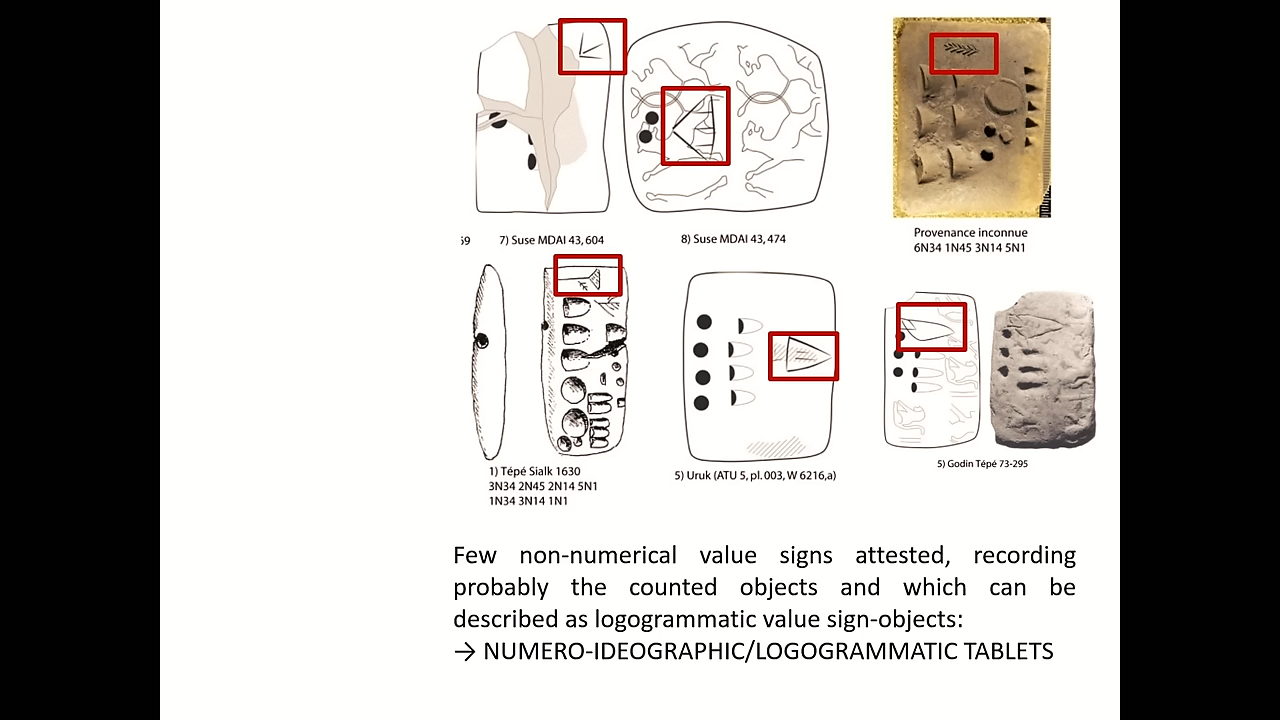 59
7) Suse MDAI 43, 604
8) Suse MDAI 43, 474
Provenance inconnue
6N34 1N45 3N14 5N1
1) Tépé Sialk 1630
3N34 2N45 2N14 5N1
1N34 3N14 1N1
5) Uruk (ATU 5, pl. 003, W 6216,a)
5) Godin Tépé 73-295
Few non-numerical value signs attested, recording
probably the counted objects and which can be
described as logogrammatic value sign-objects:
→ NUMERO-IDEOGRAPHIC/LOGOGRAMMATIC TABLETS